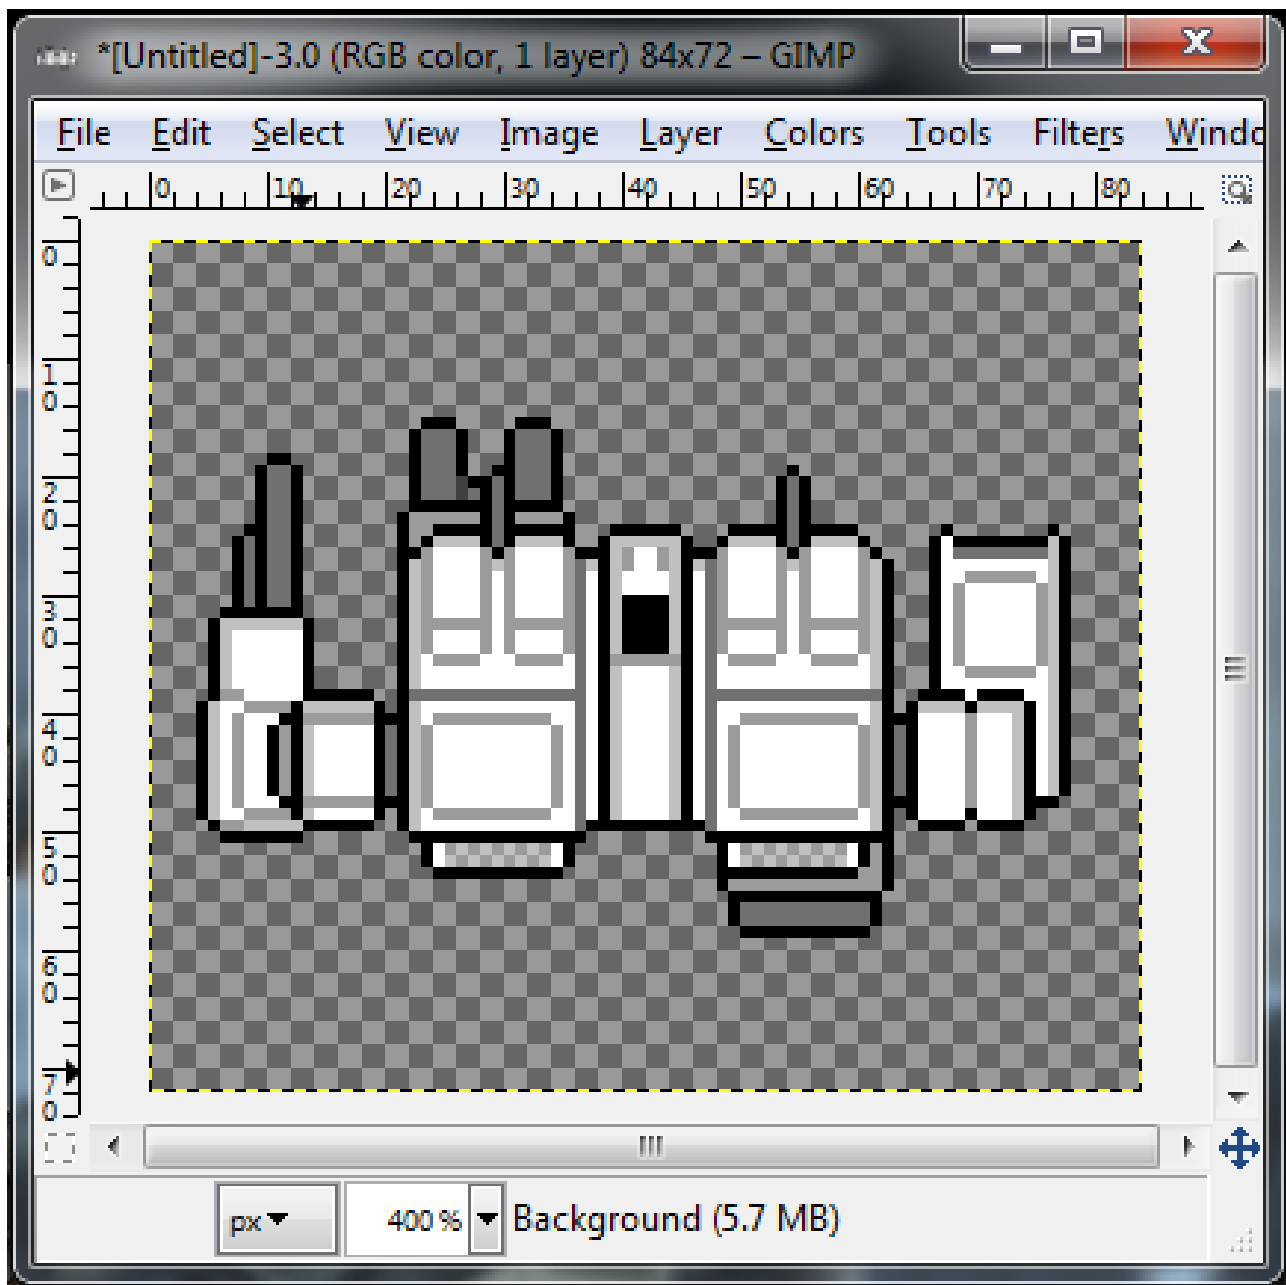 *[Untitled]-3.0 (RGB color, 1 layer) 84x72 – GIMP
File Edit Select View Image Layer Colors Tools Filters Windo
0 10 20 30 40 50 60 70 80
0
10
20
30
40
50
60
70
px 400 % Background (5.7 MB)